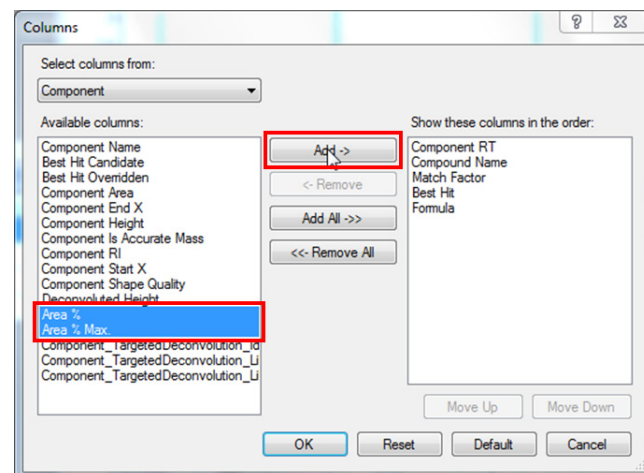 Columns
Select columns from:
Component
Available columns:
Component Name
Best Hit Candidate
Best Hit Overridden
Component Area
Component End X
Component Height
Component Is Accurate Mass
Component RI
Component Start X
Component Shape Quality
Deconvoluted Height
Area %
Area % Max.
Component_TargetedDeconvolution_Id
Component_TargetedDeconvolution_Li
Component_TargetedDeconvolution_Li
Add ->
<- Remove
Add All ->>
<<- Remove All
Show these columns in the order:
Component RT
Compound Name
Match Factor
Best Hit
Formula
Move Up
Move Down
OK
Reset
Default
Cancel